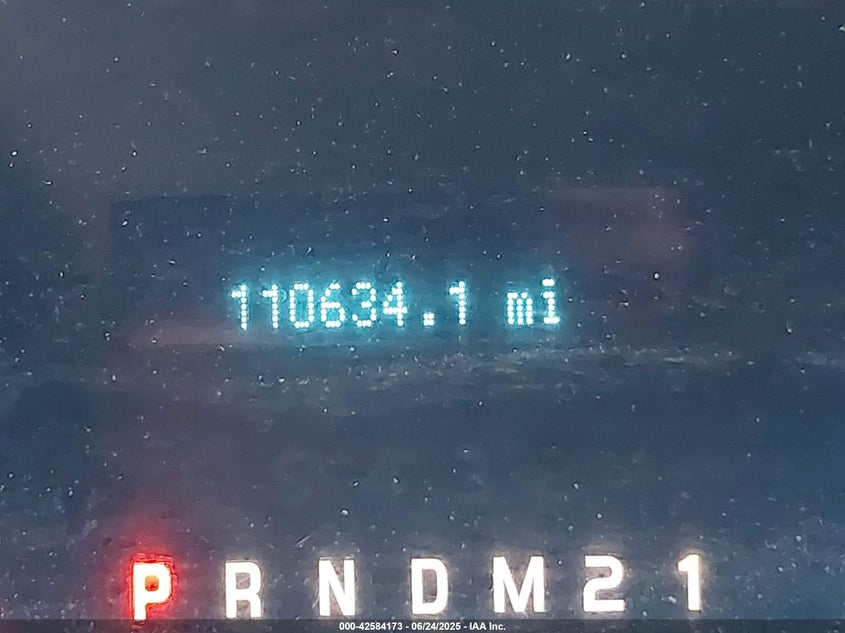 110634.1 mi
P R N D M 2 1
000-42584173 - 06/24/2025 - IAA Inc.